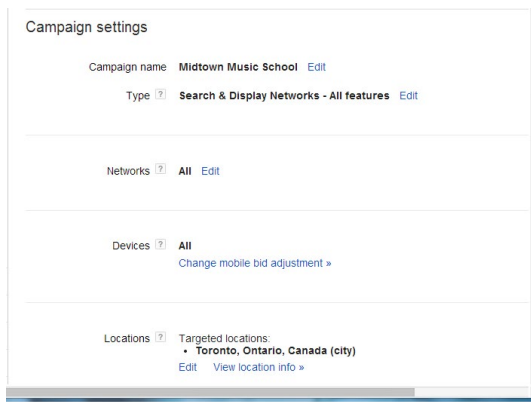 Campaign settings
Campaign name Midtown Music School Edit
Type ? Search & Display Networks - All features Edit
Networks ? All Edit
Devices ? All
Change mobile bid adjustment »
Locations ? Targeted locations:
• Toronto, Ontario, Canada (city)
Edit View location info »